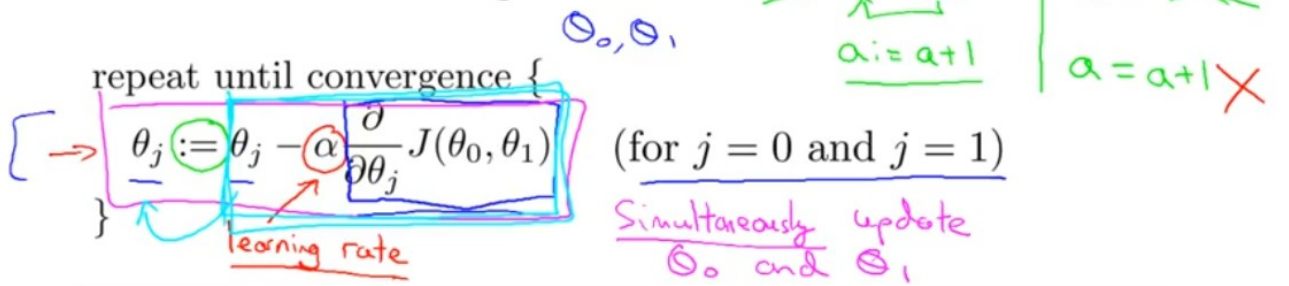 θ₀, θ₁
a := a+1
a = a+1 X
repeat until convergence {
θⱼ := θⱼ − α ∂/∂θⱼ J(θ₀, θ₁) (for j = 0 and j = 1)
}
learning rate
Simultaneously update
θ₀ and θ₁